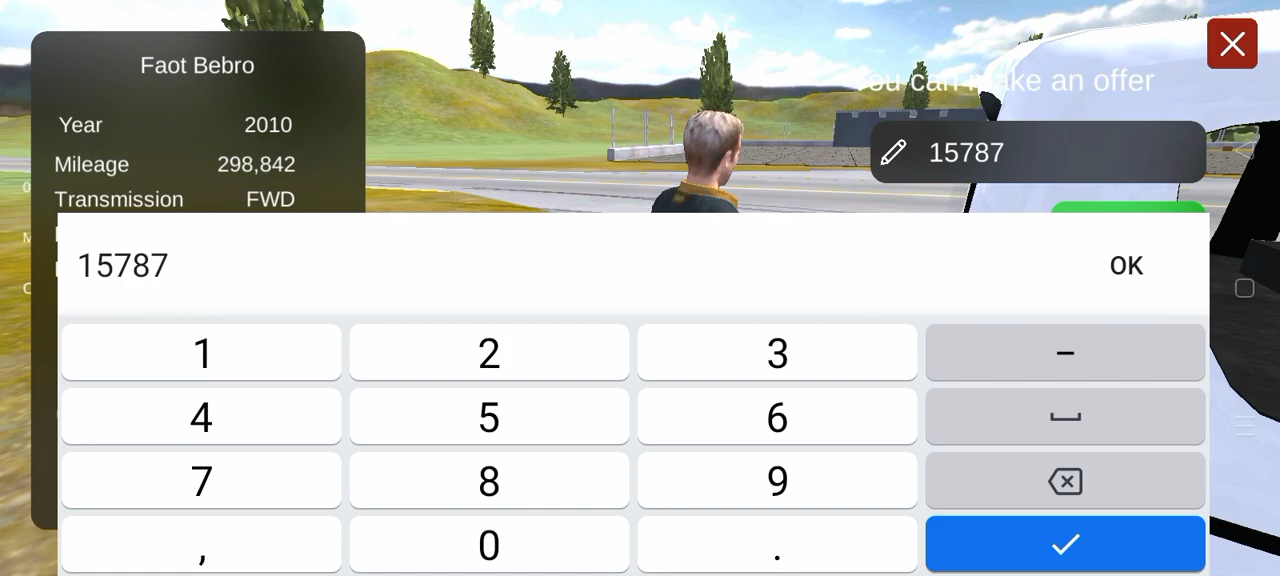 Faot Bebro
You can make an offer
Year 2010
15787
Mileage 298,842
Transmission FWD
15787
OK
1 2 3 –
4 5 6
7 8 9
, 0 .